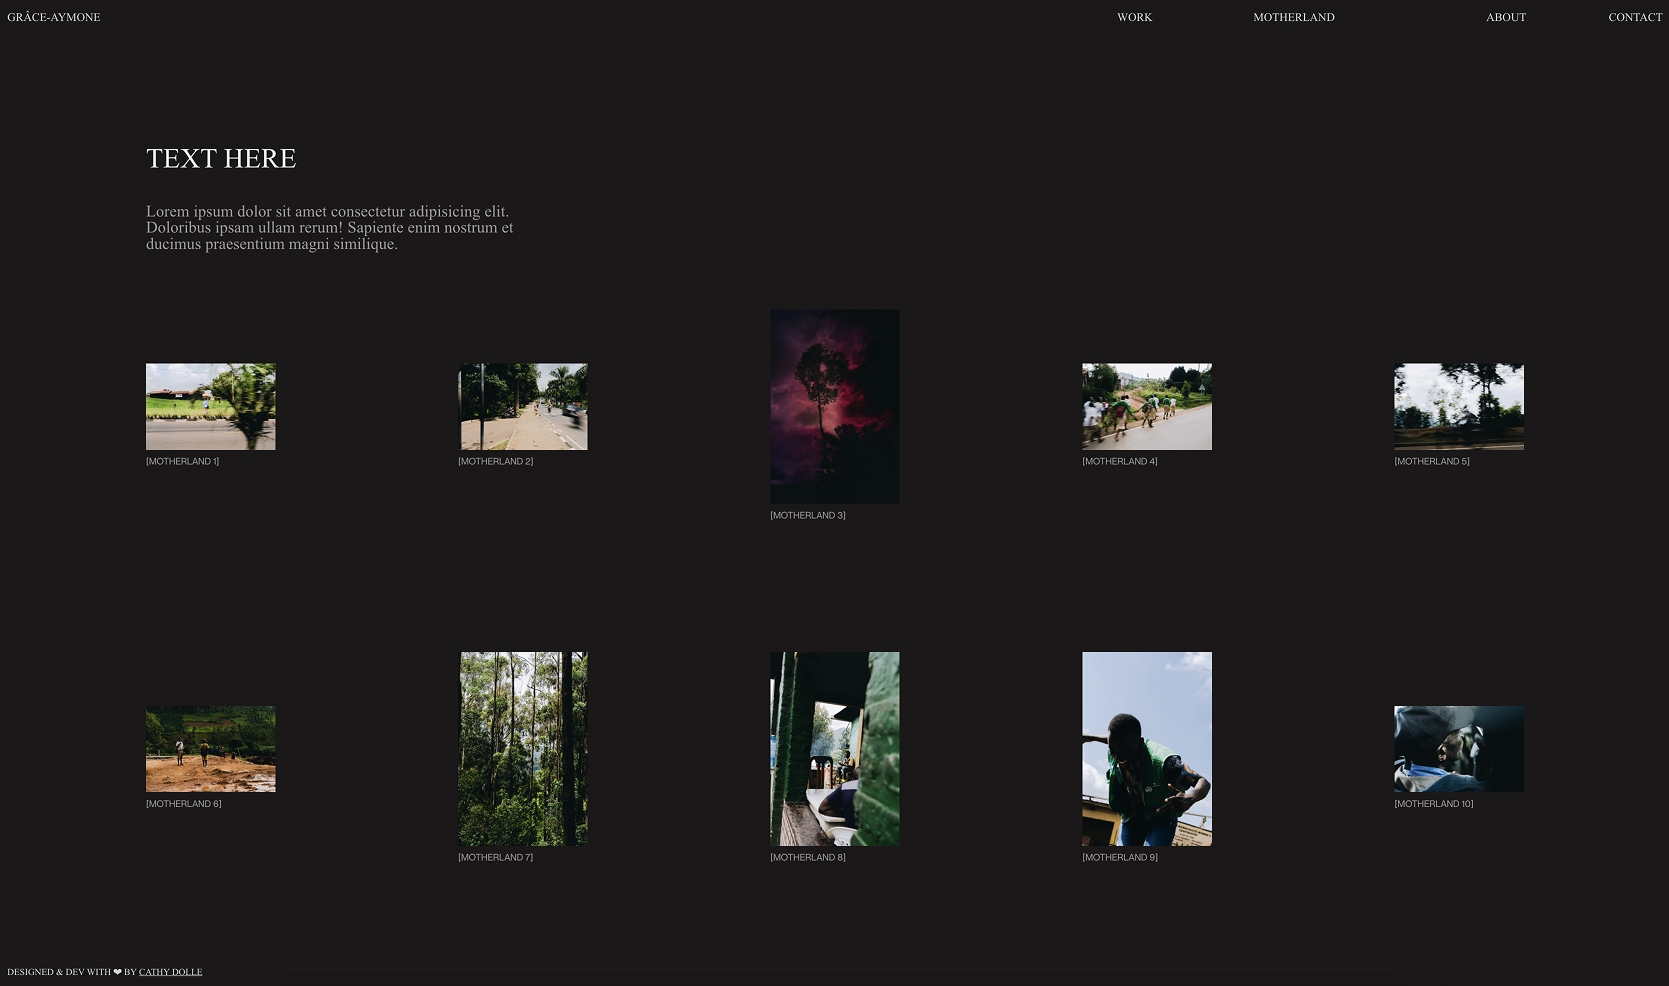 GRÂCE-AYMONE
WORK
MOTHERLAND
ABOUT
CONTACT
TEXT HERE
Lorem ipsum dolor sit amet consectetur adipisicing elit.
Doloribus ipsam ullam rerum! Sapiente enim nostrum et
ducimus praesentium magni similique.
[MOTHERLAND 1]
[MOTHERLAND 2]
[MOTHERLAND 3]
[MOTHERLAND 4]
[MOTHERLAND 5]
[MOTHERLAND 6]
[MOTHERLAND 7]
[MOTHERLAND 8]
[MOTHERLAND 9]
[MOTHERLAND 10]
DESIGNED & DEV WITH ❤ BY CATHY DOLLE